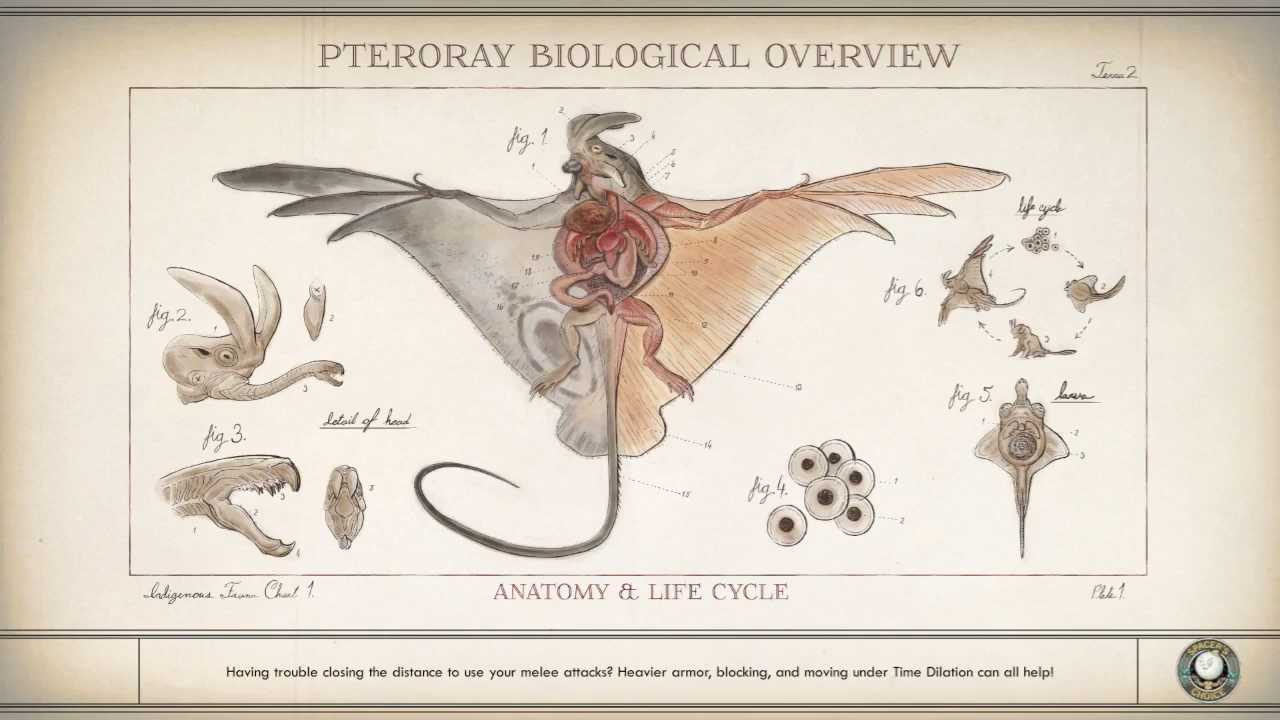 PTERORAY BIOLOGICAL OVERVIEW
Terra 2
fig. 1.
life cycle
fig. 6.
fig. 2.
fig. 5.
larva
detail of head
fig. 3.
fig. 4.
Indigenous Fauna Chart 1.
ANATOMY & LIFE CYCLE
Plate 1.
Having trouble closing the distance to use your melee attacks? Heavier armor, blocking, and moving under Time Dilation can all help!
SPACER'S
CHOICE